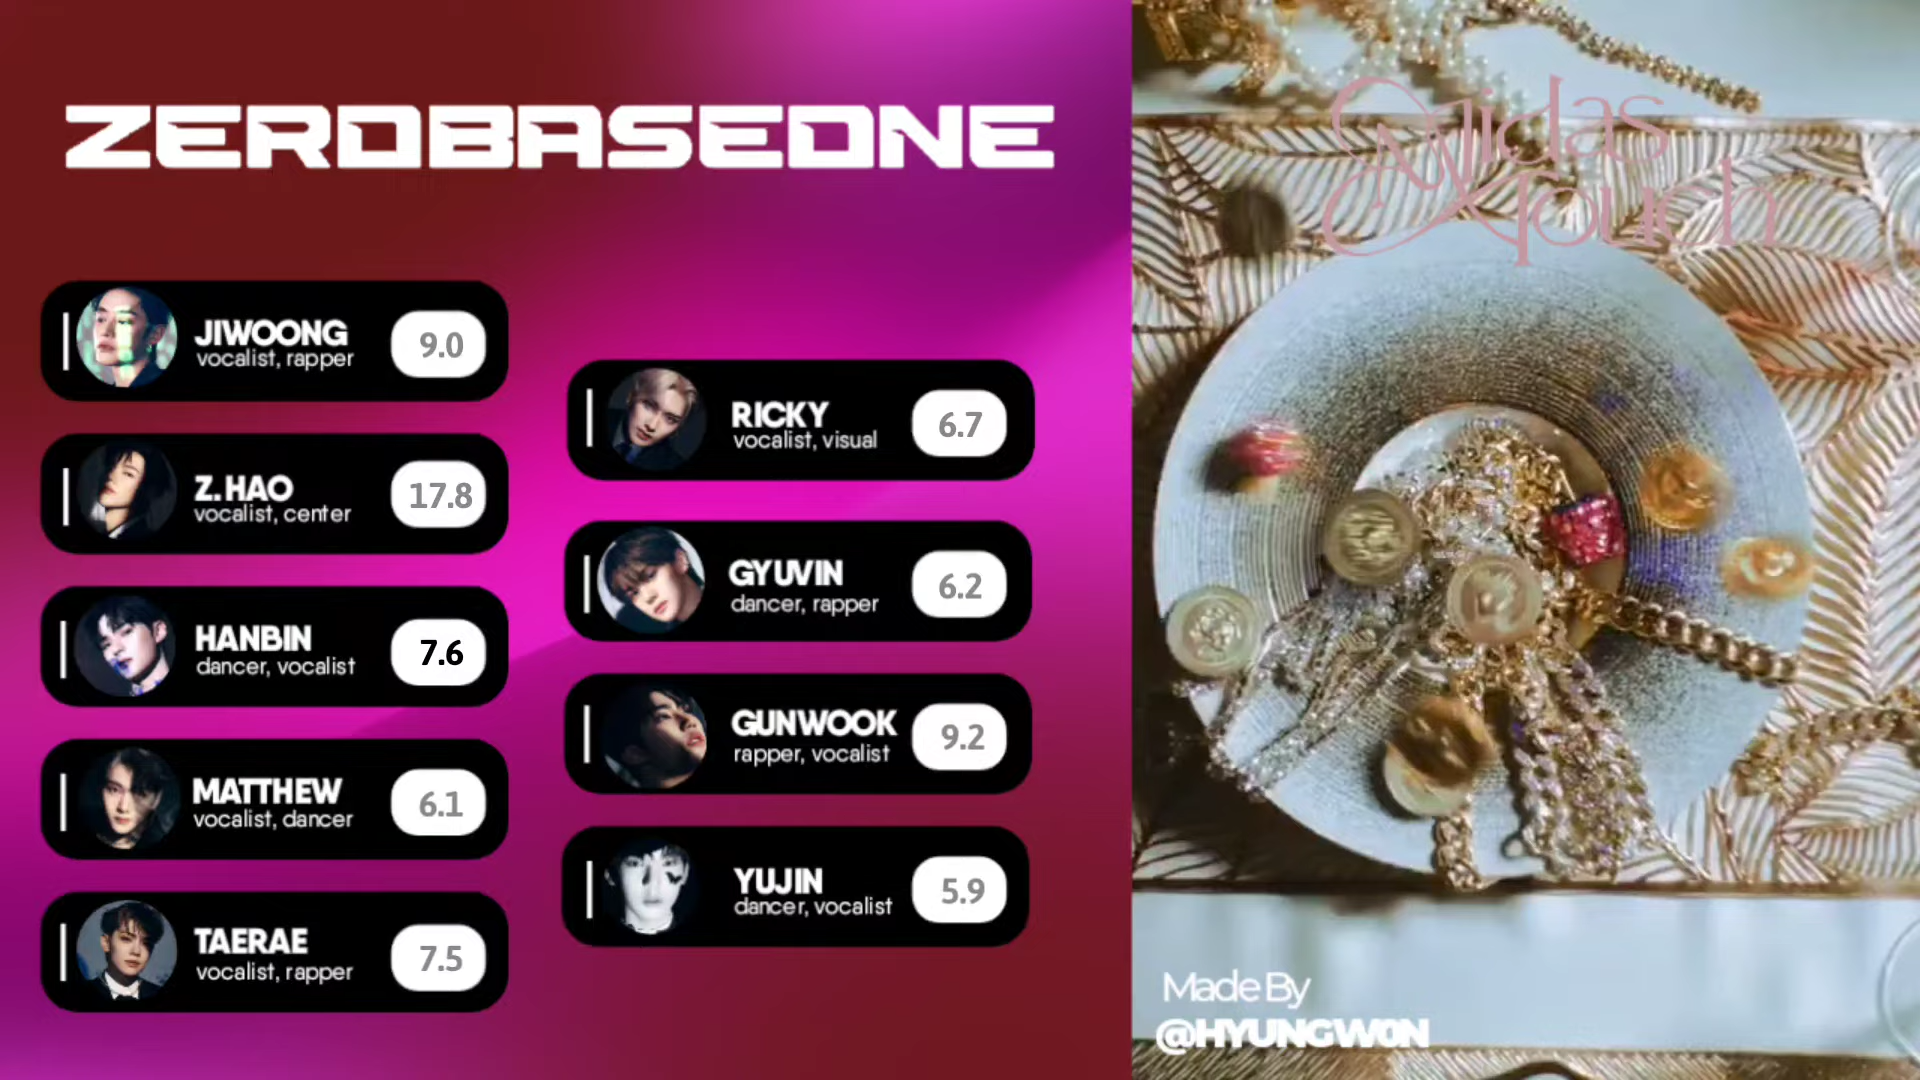 ZEROBASEONE
JIWOONG
vocalist, rapper
9.0
Z. HAO
vocalist, center
17.8
HANBIN
dancer, vocalist
7.6
MATTHEW
vocalist, dancer
6.1
TAERAE
vocalist, rapper
7.5
RICKY
vocalist, visual
6.7
GYUVIN
dancer, rapper
6.2
GUNWOOK
rapper, vocalist
9.2
YUJIN
dancer, vocalist
5.9
Midas
Touch
Made By
@HYUNGW0N